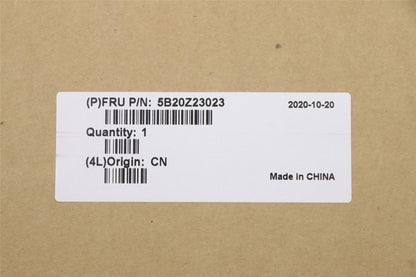 (P)FRU P/N: 5B20Z23023 2020-10-20
Quantity: 1
(4L)Origin: CN
Made in CHINA